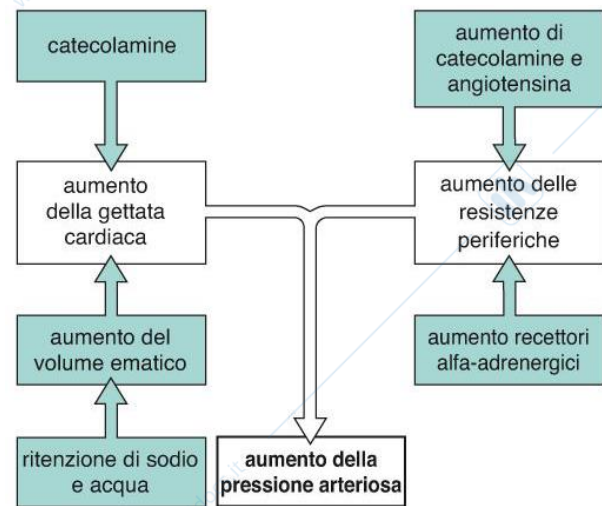 catecolamine
aumento di
catecolamine e
angiotensina
aumento
della gettata
cardiaca
aumento delle
resistenze
periferiche
aumento del
volume ematico
aumento recettori
alfa-adrenergici
ritenzione di sodio
e acqua
aumento della
pressione arteriosa